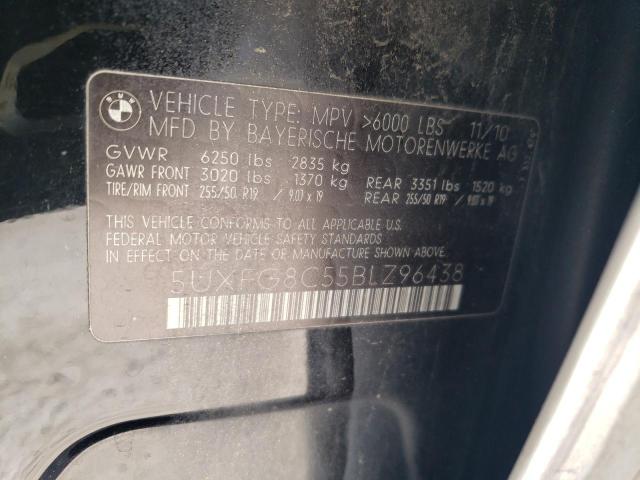 BMW
VEHICLE TYPE: MPV >6000 LBS 11/10
MFD BY BAYERISCHE MOTORENWERKE AG
GVWR 6250 lbs 2835 kg
GAWR FRONT 3020 lbs 1370 kg REAR 3351 lbs 1520 kg
TIRE/RIM FRONT 255/50 R19 / 9.0J x 19 REAR 255/50 R19 / 9.0J x 19
THIS VEHICLE CONFORMS TO ALL APPLICABLE U.S.
FEDERAL MOTOR VEHICLE SAFETY STANDARDS
IN EFFECT ON THE DATE OF MANUFACTURE SHOWN ABOVE.
5UXFG8C55BLZ96438